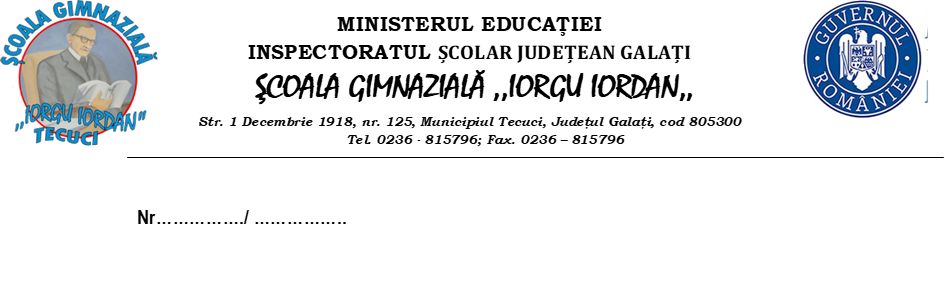 MINISTERUL EDUCAȚIEI
INSPECTORATUL ȘCOLAR JUDEȚEAN GALAȚI
ŞCOALA GIMNAZIALĂ ,,IORGU IORDAN,,
Str. 1 Decembrie 1918, nr. 125, Municipiul Tecuci, Județul Galați, cod 805300
Tel. 0236 - 815796; Fax. 0236 – 815796
ŞCOALA GIMNAZIALĂ
,,IORGU IORDAN"
TECUCI
GUVERNUL
ROMÂNIEI
Nr……………./ ……………..